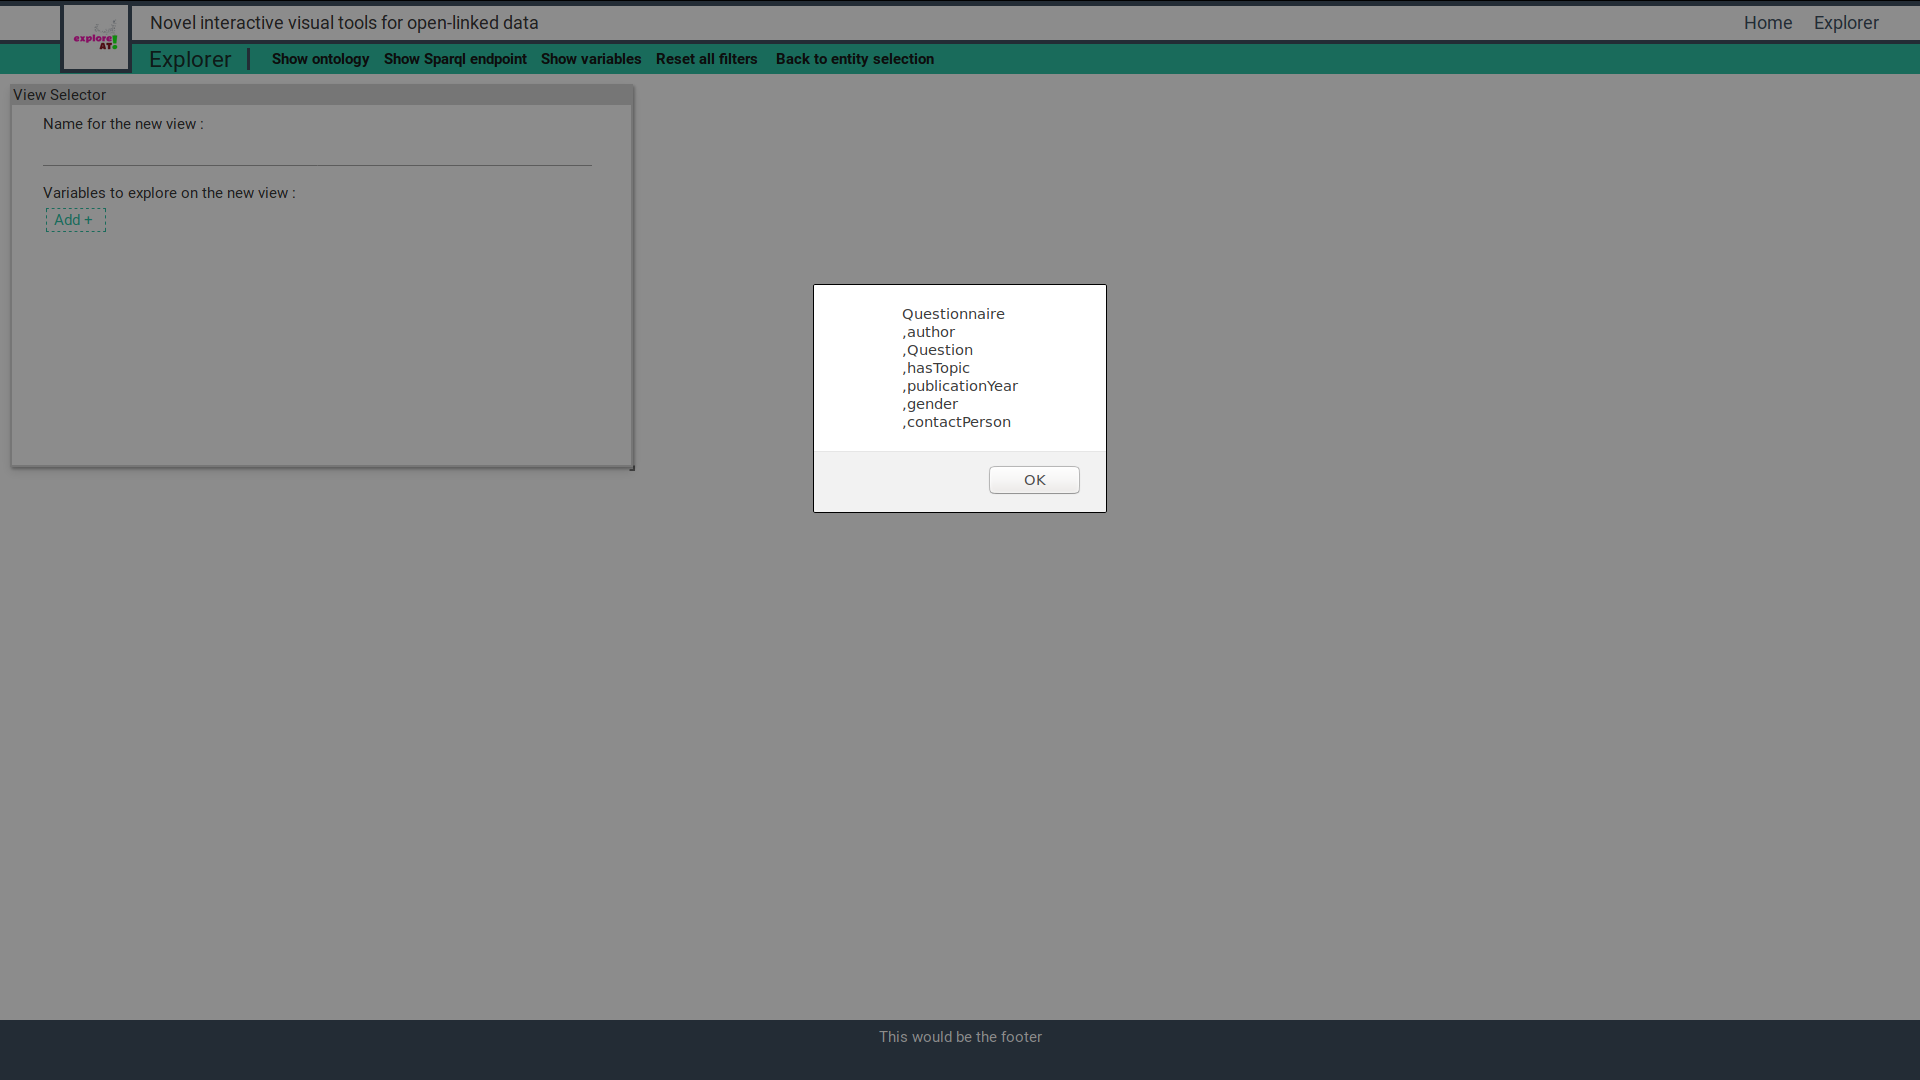 Novel interactive visual tools for open-linked data
Home Explorer
explore!
AT!
Explorer Show ontology Show Sparql endpoint Show variables Reset all filters Back to entity selection
View Selector
Name for the new view :
Variables to explore on the new view :
Add +
Questionnaire
,author
,Question
,hasTopic
,publicationYear
,gender
,contactPerson
OK
This would be the footer